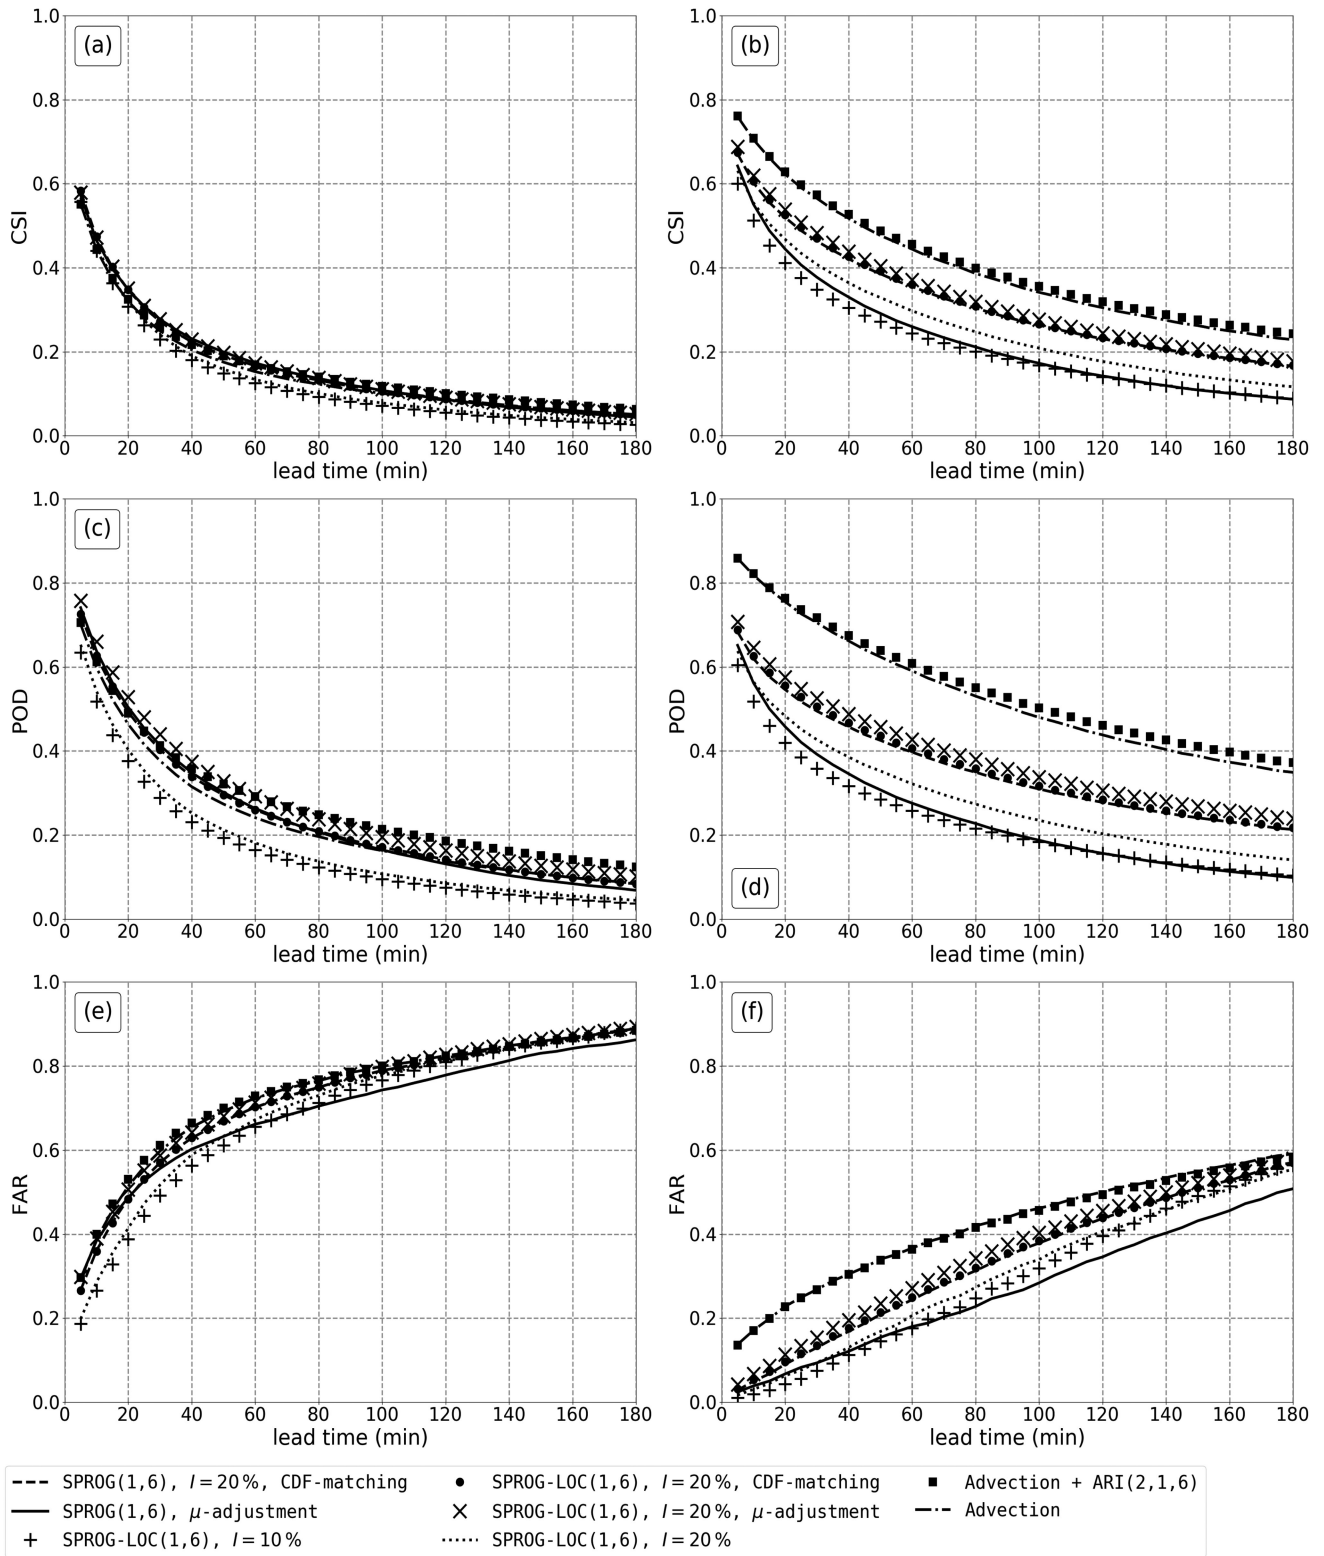 (a)
CSI
1.0
0.8
0.6
0.4
0.2
0.0
0 20 40 60 80 100 120 140 160 180
lead time (min)
(b)
CSI
1.0
0.8
0.6
0.4
0.2
0.0
0 20 40 60 80 100 120 140 160 180
lead time (min)
(c)
POD
1.0
0.8
0.6
0.4
0.2
0.0
0 20 40 60 80 100 120 140 160 180
lead time (min)
(d)
POD
1.0
0.8
0.6
0.4
0.2
0.0
0 20 40 60 80 100 120 140 160 180
lead time (min)
(e)
FAR
1.0
0.8
0.6
0.4
0.2
0.0
0 20 40 60 80 100 120 140 160 180
lead time (min)
(f)
FAR
1.0
0.8
0.6
0.4
0.2
0.0
0 20 40 60 80 100 120 140 160 180
lead time (min)
SPROG(1,6), l = 20%, CDF-matching
SPROG(1,6), μ-adjustment
SPROG-LOC(1,6), l = 10%
SPROG-LOC(1,6), l = 20%, CDF-matching
SPROG-LOC(1,6), l = 20%, μ-adjustment
SPROG-LOC(1,6), l = 20%
Advection + ARI(2,1,6)
Advection